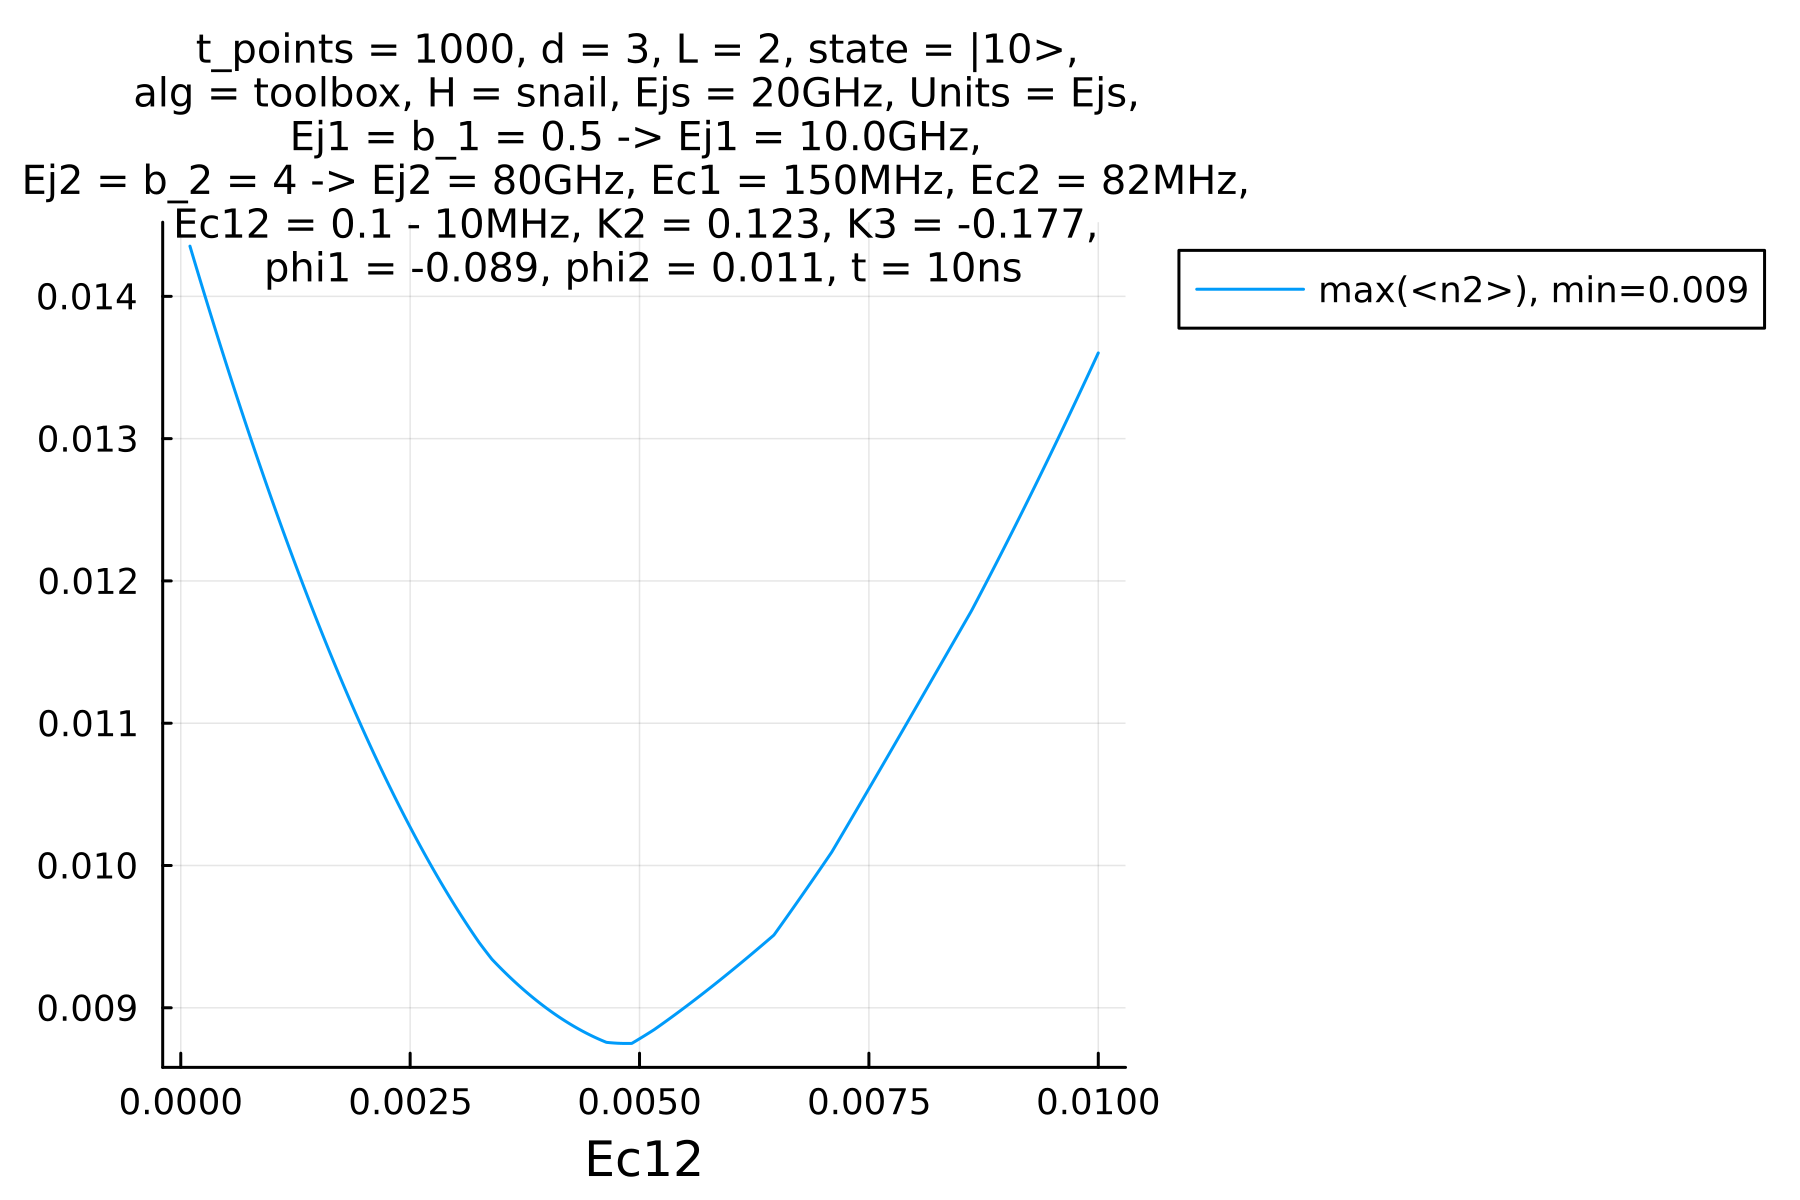 t_points = 1000, d = 3, L = 2, state = |10>,
alg = toolbox, H = snail, Ejs = 20GHz, Units = Ejs,
Ej1 = b_1 = 0.5 -> Ej1 = 10.0GHz,
Ej2 = b_2 = 4 -> Ej2 = 80GHz, Ec1 = 150MHz, Ec2 = 82MHz,
Ec12 = 0.1 - 10MHz, K2 = 0.123, K3 = -0.177,
phi1 = -0.089, phi2 = 0.011, t = 10ns
max(<n2>), min=0.009
0.014
0.013
0.012
0.011
0.010
0.009
0.0000 0.0025 0.0050 0.0075 0.0100
Ec12